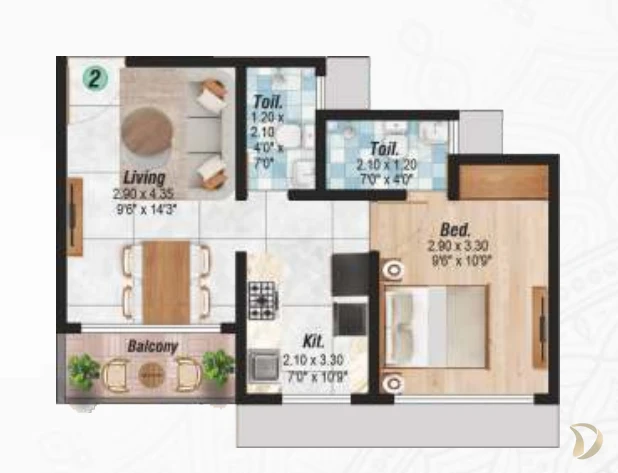 2
Toil.
1.20 x
2.10
4'0" x
7'0"
Toil.
2.10 x 1.20
7'0" x 4'0"
Living
2.90 x 4.35
9'6" x 14'3"
Bed.
2.90 x 3.30
9'6" x 10'9"
Balcony
Kit.
2.10 x 3.30
7'0" x 10'9"